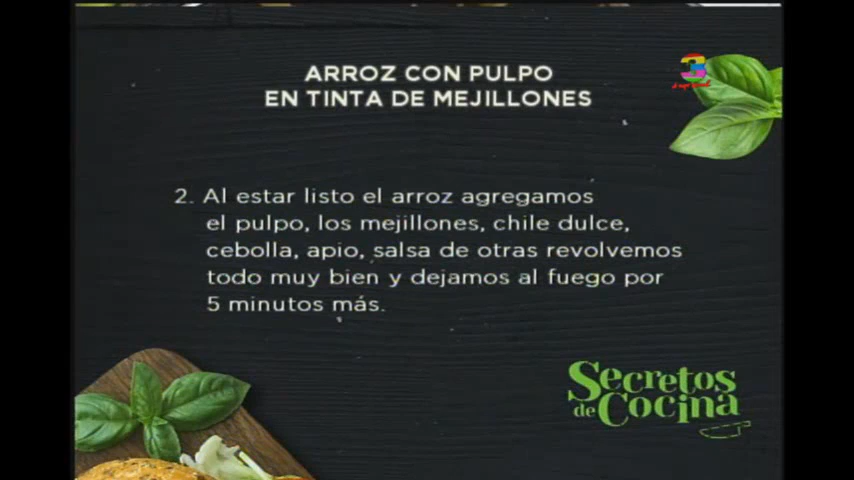 ARROZ CON PULPO
EN TINTA DE MEJILLONES
3
2. Al estar listo el arroz agregamos
el pulpo, los mejillones, chile dulce,
cebolla, apio, salsa de otras revolvemos
todo muy bien y dejamos al fuego por
5 minutos más.
Secretos
de Cocina